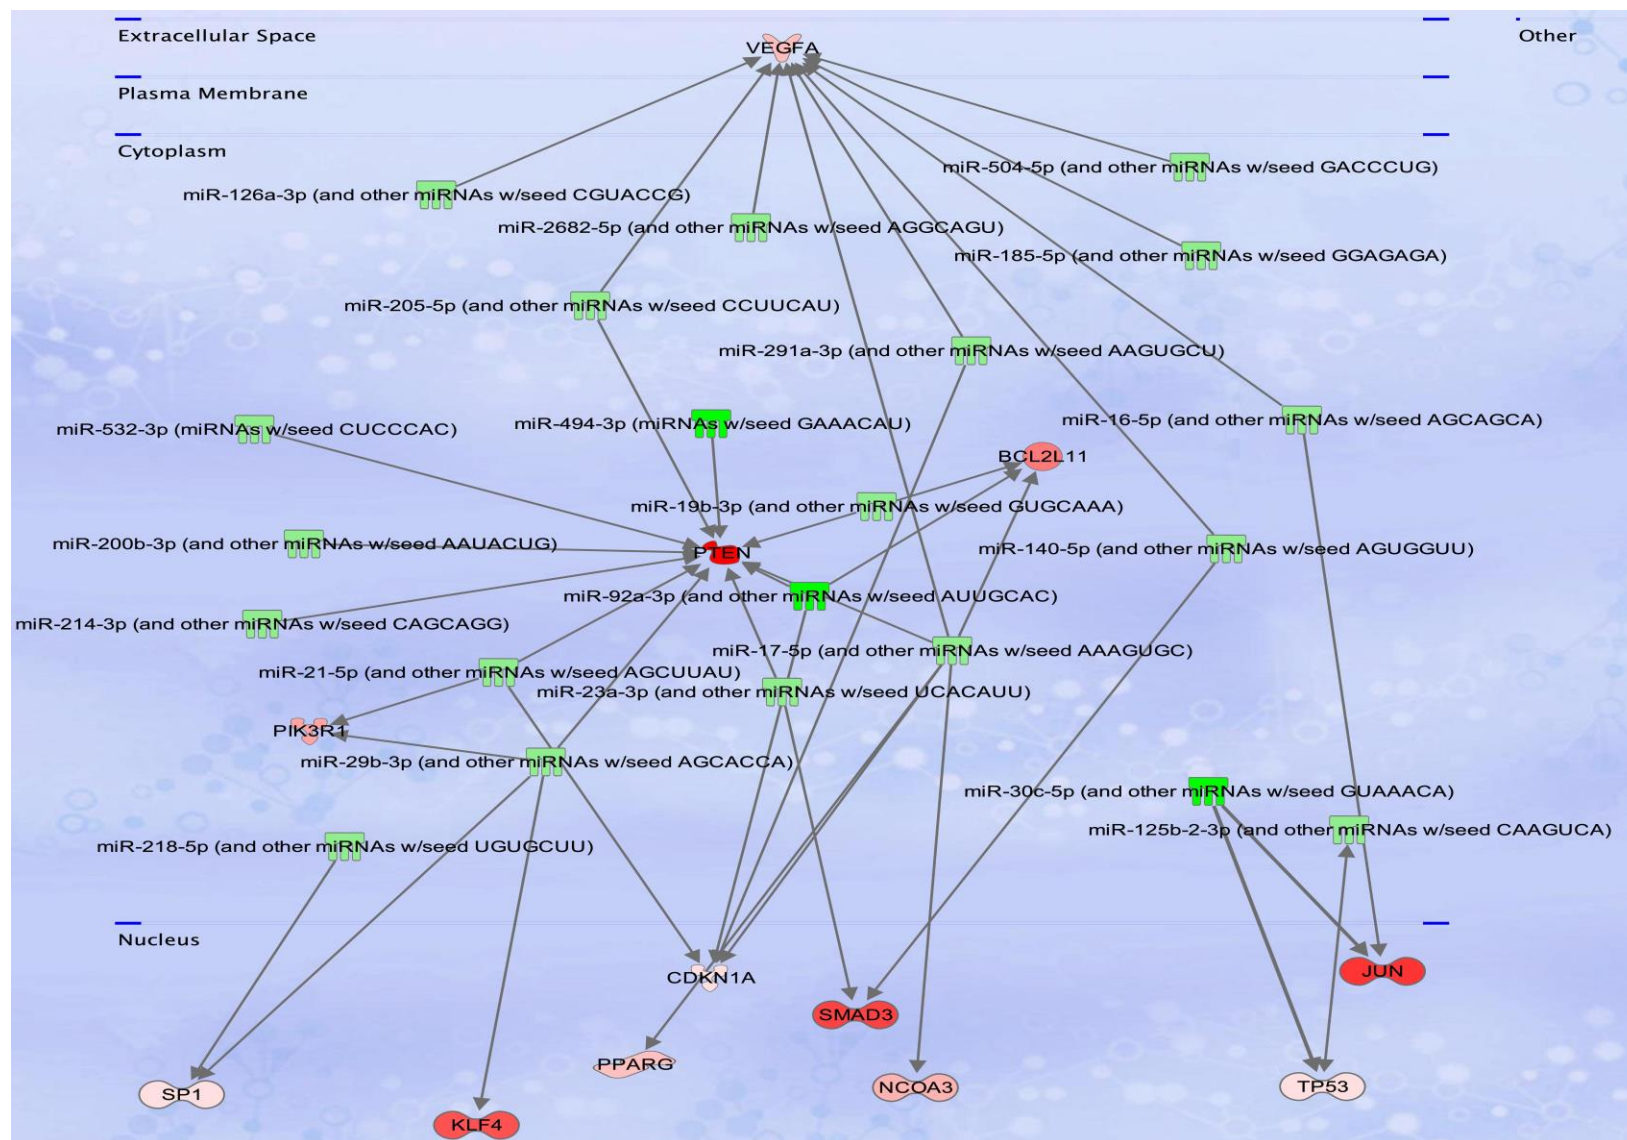 Extracellular Space
Other
VEGFA
Plasma Membrane
Cytoplasm
miR-504-5p (and other miRNAs w/seed GACCCUG)
miR-126a-3p (and other miRNAs w/seed CGUACCG)
miR-2682-5p (and other miRNAs w/seed AGGCAGU)
miR-185-5p (and other miRNAs w/seed GGAGAGA)
miR-205-5p (and other miRNAs w/seed CCUUCAU)
miR-291a-3p (and other miRNAs w/seed AAGUGCU)
miR-16-5p (and other miRNAs w/seed AGCAGCA)
miR-494-3p (miRNAs w/seed GAAACAU)
miR-532-3p (miRNAs w/seed CUCCCAC)
BCL2L11
miR-19b-3p (and other miRNAs w/seed GUGCAAA)
miR-200b-3p (and other miRNAs w/seed AAUACUG)
PTEN
miR-140-5p (and other miRNAs w/seed AGUGGUU)
miR-92a-3p (and other miRNAs w/seed AUUGCAC)
miR-214-3p (and other miRNAs w/seed CAGCAGG)
miR-17-5p (and other miRNAs w/seed AAAGUGC)
miR-21-5p (and other miRNAs w/seed AGCUUAU)
miR-23a-3p (and other miRNAs w/seed UCACAUU)
PIK3R1
miR-29b-3p (and other miRNAs w/seed AGCACCA)
miR-30c-5p (and other miRNAs w/seed GUAAACA)
miR-125b-2-3p (and other miRNAs w/seed CAAGUCA)
miR-218-5p (and other miRNAs w/seed UGUGCUU)
Nucleus
CDKN1A
JUN
SMAD3
PPARG
NCOA3
TP53
SP1
KLF4